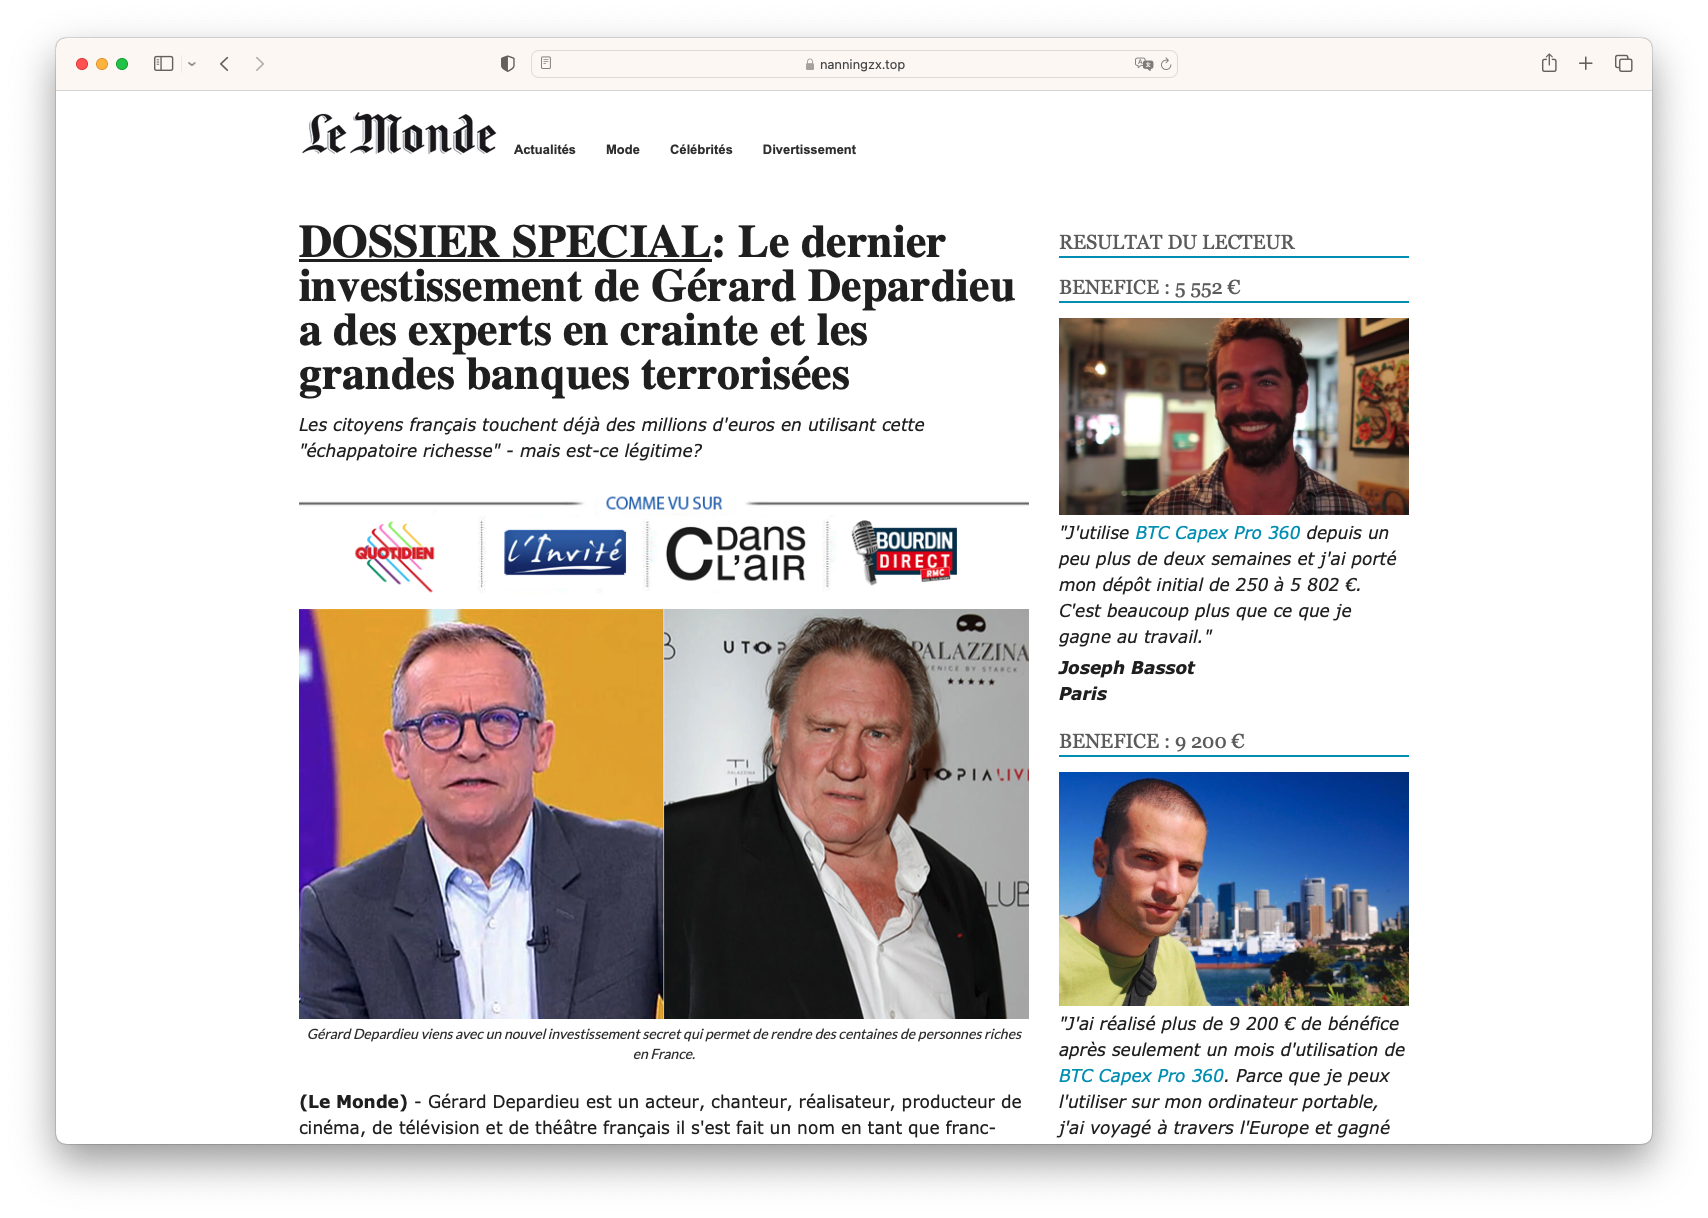 nanningzx.top
Le Monde
Actualités Mode Célébrités Divertissement
DOSSIER SPECIAL: Le dernier
investissement de Gérard Depardieu
a des experts en crainte et les
grandes banques terrorisées
Les citoyens français touchent déjà des millions d'euros en utilisant cette
"échappatoire richesse" - mais est-ce légitime?
COMME VU SUR
QUOTIDIEN
l'Invité
C DANS
L'AIR
BOURDIN
DIRECT
RMC
UTOP
PALAZZINA
VENICE BY STARCK
UTOPIALIV
CLUB
Gérard Depardieu viens avec un nouvel investissement secret qui permet de rendre des centaines de personnes riches
en France.
(Le Monde) - Gérard Depardieu est un acteur, chanteur, réalisateur, producteur de
cinéma, de télévision et de théâtre français il s'est fait un nom en tant que franc-
RESULTAT DU LECTEUR
BENEFICE : 5 552 €
"J'utilise BTC Capex Pro 360 depuis un
peu plus de deux semaines et j'ai porté
mon dépôt initial de 250 à 5 802 €.
C'est beaucoup plus que ce que je
gagne au travail."
Joseph Bassot
Paris
BENEFICE : 9 200 €
"J'ai réalisé plus de 9 200 € de bénéfice
après seulement un mois d'utilisation de
BTC Capex Pro 360. Parce que je peux
l'utiliser sur mon ordinateur portable,
j'ai voyagé à travers l'Europe et gagné